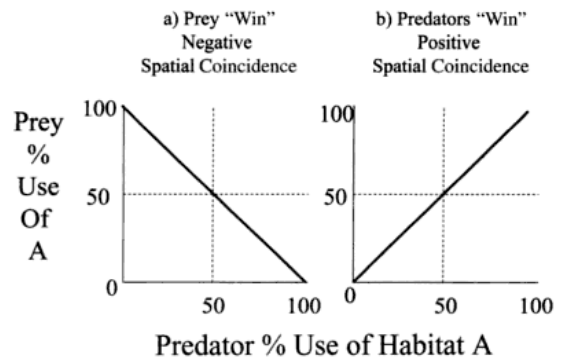 a) Prey “Win”
Negative
Spatial Coincidence
b) Predators “Win”
Positive
Spatial Coincidence
Prey
%
Use
Of
A
100
50
0
50
100
100
50
0
50
100
Predator % Use of Habitat A